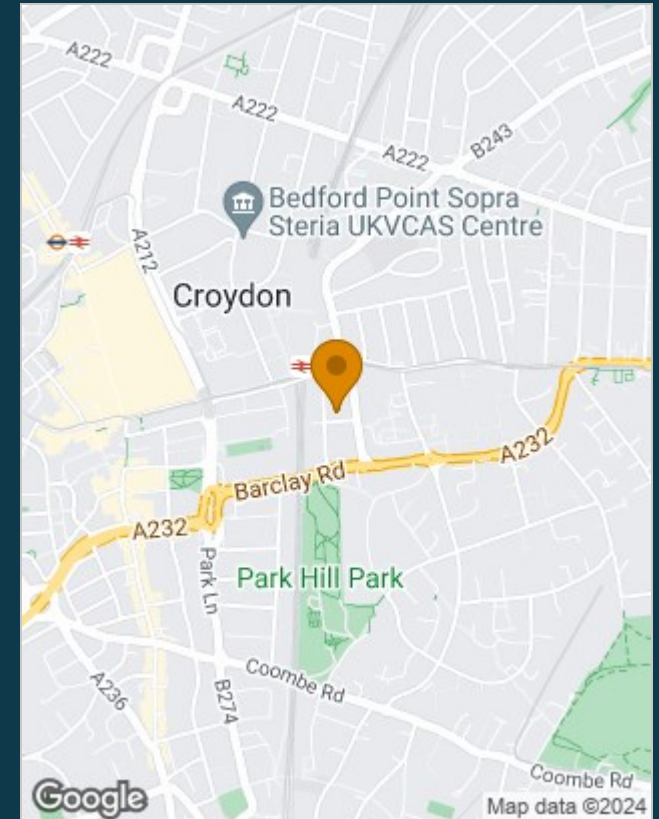 A222
A222
A222
B243
Bedford Point Sopra
Steria UKVCAS Centre
A212
Croydon
A232
Barclay Rd
A232
Park Ln
Park Hill Park
Coombe Rd
A236
B274
Coombe Rd
Google
Map data ©2024